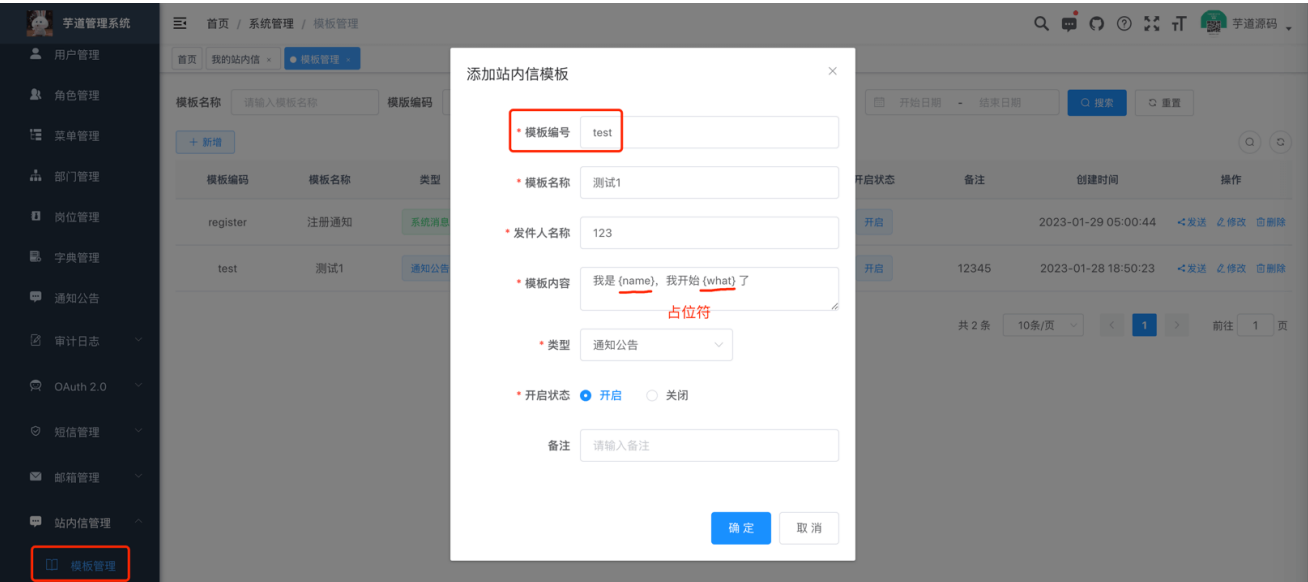 芋道管理系统
首页 / 系统管理 / 模板管理
芋道源码
用户管理
角色管理
菜单管理
部门管理
岗位管理
字典管理
通知公告
审计日志
OAuth 2.0
短信管理
邮箱管理
站内信管理
模板管理
首页 我的站内信 × 模板管理 ×
模板名称 请输入模板名称 模版编码 开始日期 - 结束日期 搜索 重置
+ 新增
模板编码 模板名称 类型 开启状态 备注 创建时间 操作
register 注册通知 系统消息 开启 2023-01-29 05:00:44 发送 修改 删除
test 测试1 通知公告 开启 12345 2023-01-28 18:50:23 发送 修改 删除
共 2 条 10条/页 < 1 > 前往 1 页
添加站内信模板 ×
* 模板编号 test
* 模板名称 测试1
* 发件人名称 123
* 模板内容 我是 {name}，我开始 {what} 了
占位符
* 类型 通知公告
* 开启状态 开启 关闭
备注 请输入备注
确 定 取 消